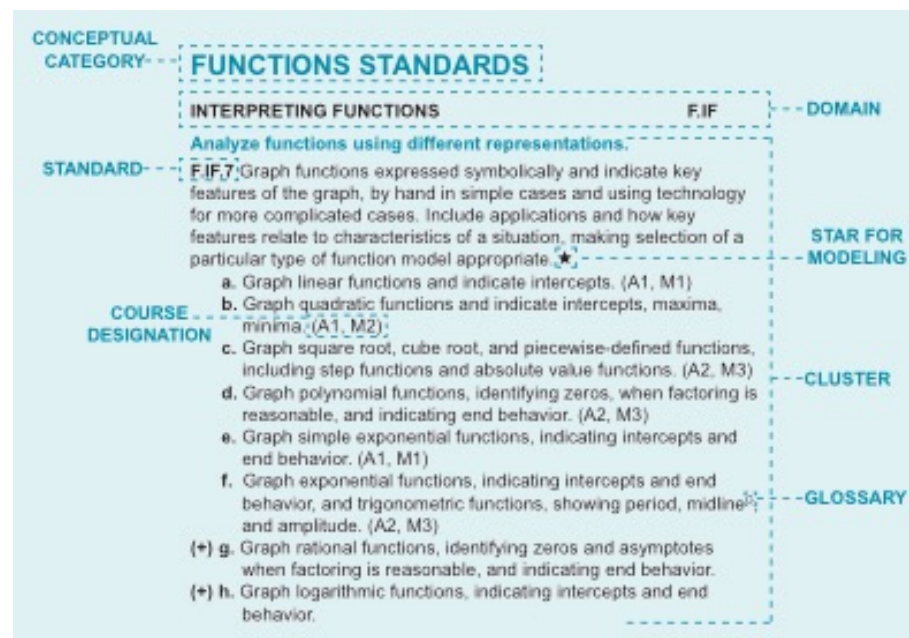 CONCEPTUAL
CATEGORY
FUNCTIONS STANDARDS
INTERPRETING FUNCTIONS F.IF
DOMAIN
Analyze functions using different representations.
STANDARD
F.IF.7 Graph functions expressed symbolically and indicate key
features of the graph, by hand in simple cases and using technology
for more complicated cases. Include applications and how key
features relate to characteristics of a situation, making selection of a
particular type of function model appropriate. ★
STAR FOR
MODELING
a. Graph linear functions and indicate intercepts. (A1, M1)
b. Graph quadratic functions and indicate intercepts, maxima,
minima. (A1, M2)
COURSE
DESIGNATION
c. Graph square root, cube root, and piecewise-defined functions,
including step functions and absolute value functions. (A2, M3)
CLUSTER
d. Graph polynomial functions, identifying zeros, when factoring is
reasonable, and indicating end behavior. (A2, M3)
e. Graph simple exponential functions, indicating intercepts and
end behavior. (A1, M1)
f. Graph exponential functions, indicating intercepts and end
behavior, and trigonometric functions, showing period, midline
and amplitude. (A2, M3)
GLOSSARY
(+) g. Graph rational functions, identifying zeros and asymptotes
when factoring is reasonable, and indicating end behavior.
(+) h. Graph logarithmic functions, indicating intercepts and end
behavior.